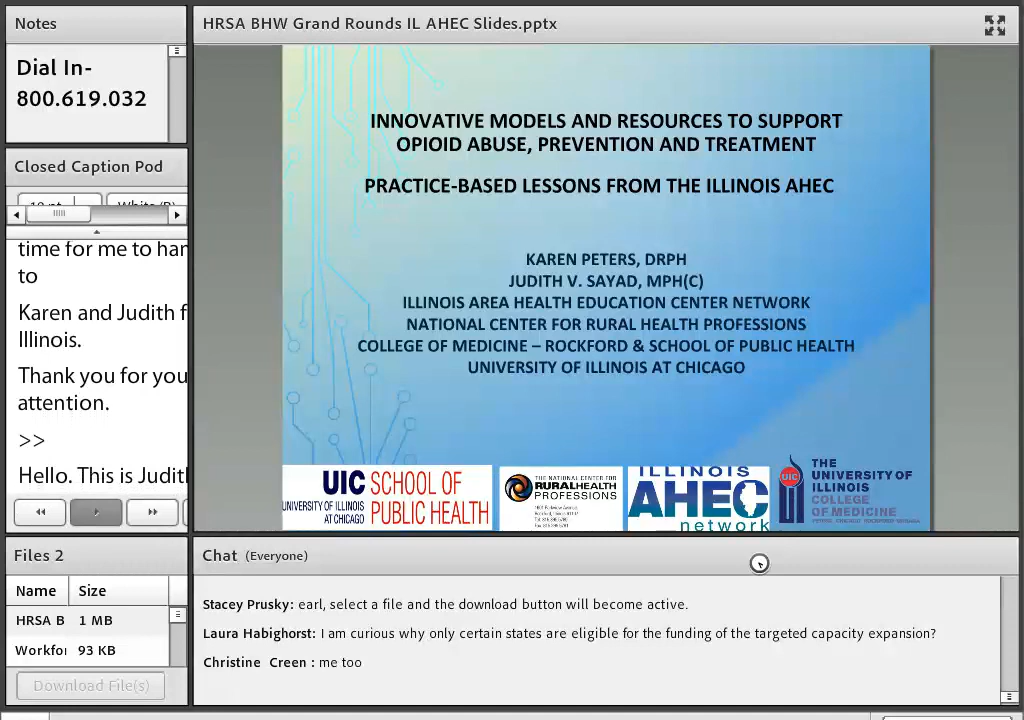 Notes
Dial In-
800.619.032
Closed Caption Pod
time for me to
to
Karen and Judith
Illinois.
Thank you for you
attention.
>>
Hello. This is
Files 2
Name Size
HRSA B 1 MB
Workfo 93 KB
Download File(s)
HRSA BHW Grand Rounds IL AHEC Slides.pptx
INNOVATIVE MODELS AND RESOURCES TO SUPPORT
OPIOID ABUSE, PREVENTION AND TREATMENT
PRACTICE-BASED LESSONS FROM THE ILLINOIS AHEC
KAREN PETERS, DRPH
JUDITH V. SAYAD, MPH(C)
ILLINOIS AREA HEALTH EDUCATION CENTER NETWORK
NATIONAL CENTER FOR RURAL HEALTH PROFESSIONS
COLLEGE OF MEDICINE – ROCKFORD & SCHOOL OF PUBLIC HEALTH
UNIVERSITY OF ILLINOIS AT CHICAGO
UIC SCHOOL OF
UNIVERSITY OF ILLINOIS
AT CHICAGO PUBLIC HEALTH
THE NATIONAL CENTER FOR
RURAL HEALTH
PROFESSIONS
ILLINOIS
AHEC
network
UIC
THE
UNIVERSITY OF
ILLINOIS
COLLEGE
OF MEDICINE
Chat (Everyone)
Stacey Prusky: earl, select a file and the download button will become active.
Laura Habighorst: I am curious why only certain states are eligible for the funding of the targeted capacity expansion?
Christine Creen : me too